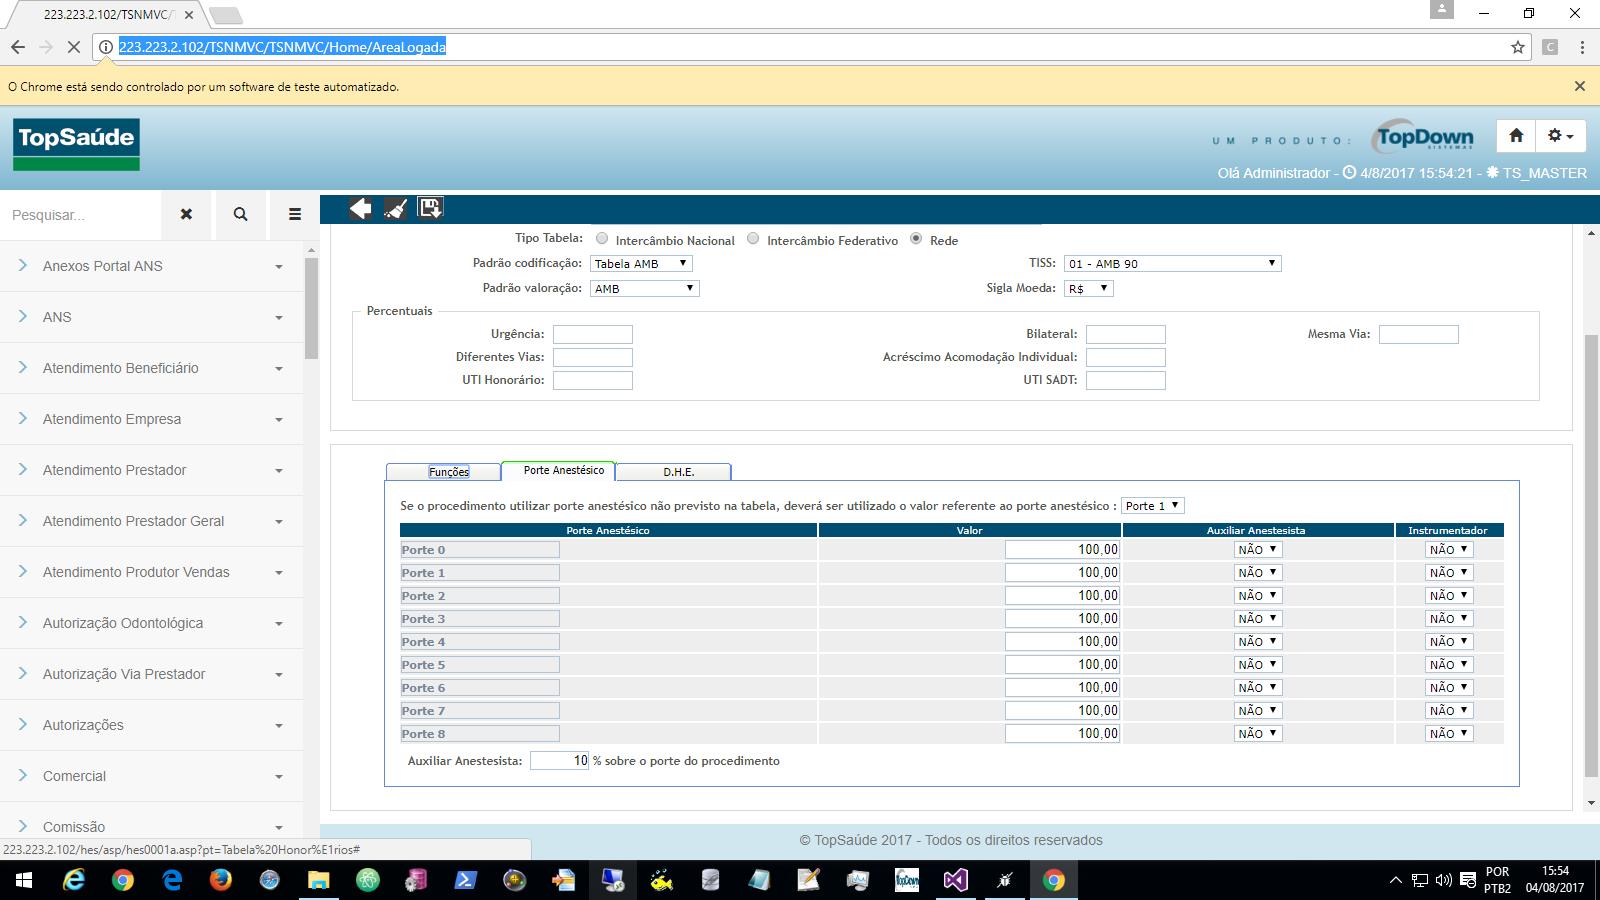 223.223.2.102/TSNMVC/T
223.223.2.102/TSNMVC/TSNMVC/Home/AreaLogada
C
O Chrome está sendo controlado por um software de teste automatizado.
TopSaúde
UM PRODUTO:
TopDown
SISTEMAS
Olá Administrador - 4/8/2017 15:54:21 - TS_MASTER
Pesquisar...
Tipo Tabela: Intercâmbio Nacional Intercâmbio Federativo Rede
Padrão codificação: Tabela AMB TISS: 01 - AMB 90
Padrão valoração: AMB Sigla Moeda: R$
Percentuais
Urgência: Bilateral: Mesma Via:
Diferentes Vias: Acréscimo Acomodação Individual:
UTI Honorário: UTI SADT:
Anexos Portal ANS
ANS
Atendimento Beneficiário
Atendimento Empresa
Atendimento Prestador
Atendimento Prestador Geral
Atendimento Produtor Vendas
Autorização Odontológica
Autorização Via Prestador
Autorizações
Comercial
Comissão
Funções Porte Anestésico D.H.E.
Se o procedimento utilizar porte anestésico não previsto na tabela, deverá ser utilizado o valor referente ao porte anestésico : Porte 1
Porte Anestésico Valor Auxiliar Anestesista Instrumentador
Porte 0 100,00 NÃO NÃO
Porte 1 100,00 NÃO NÃO
Porte 2 100,00 NÃO NÃO
Porte 3 100,00 NÃO NÃO
Porte 4 100,00 NÃO NÃO
Porte 5 100,00 NÃO NÃO
Porte 6 100,00 NÃO NÃO
Porte 7 100,00 NÃO NÃO
Porte 8 100,00 NÃO NÃO
Auxiliar Anestesista: 10 % sobre o porte do procedimento
© TopSaúde 2017 - Todos os direitos reservados
223.223.2.102/hes/asp/hes0001a.asp?pt=Tabela%20Honor%E1rios#
TopDown
POR
PTB2
15:54
04/08/2017